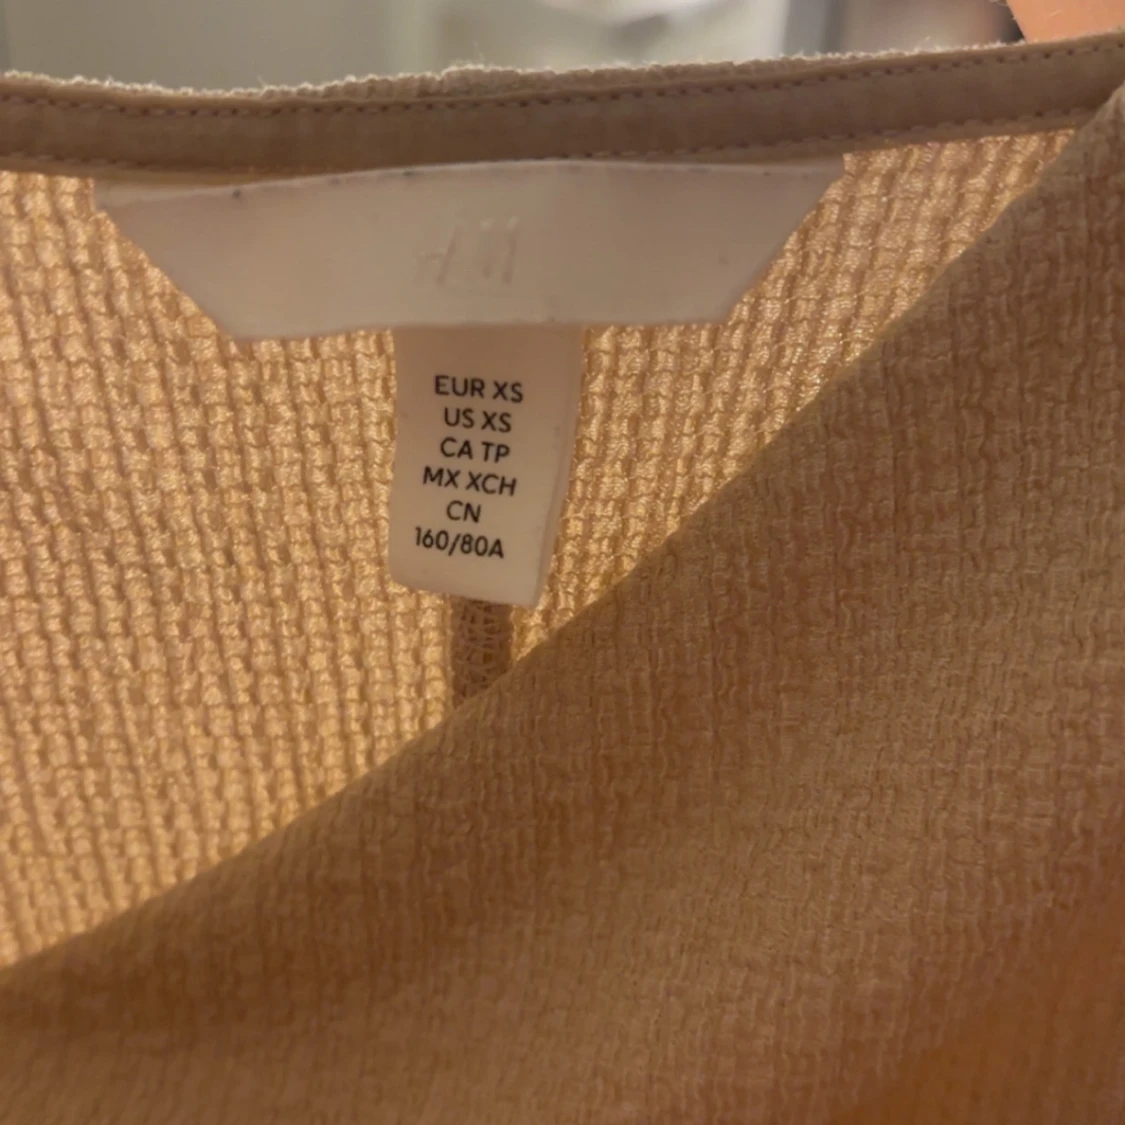 EUR XS
US XS
CA TP
MX XCH
CN
160/80A